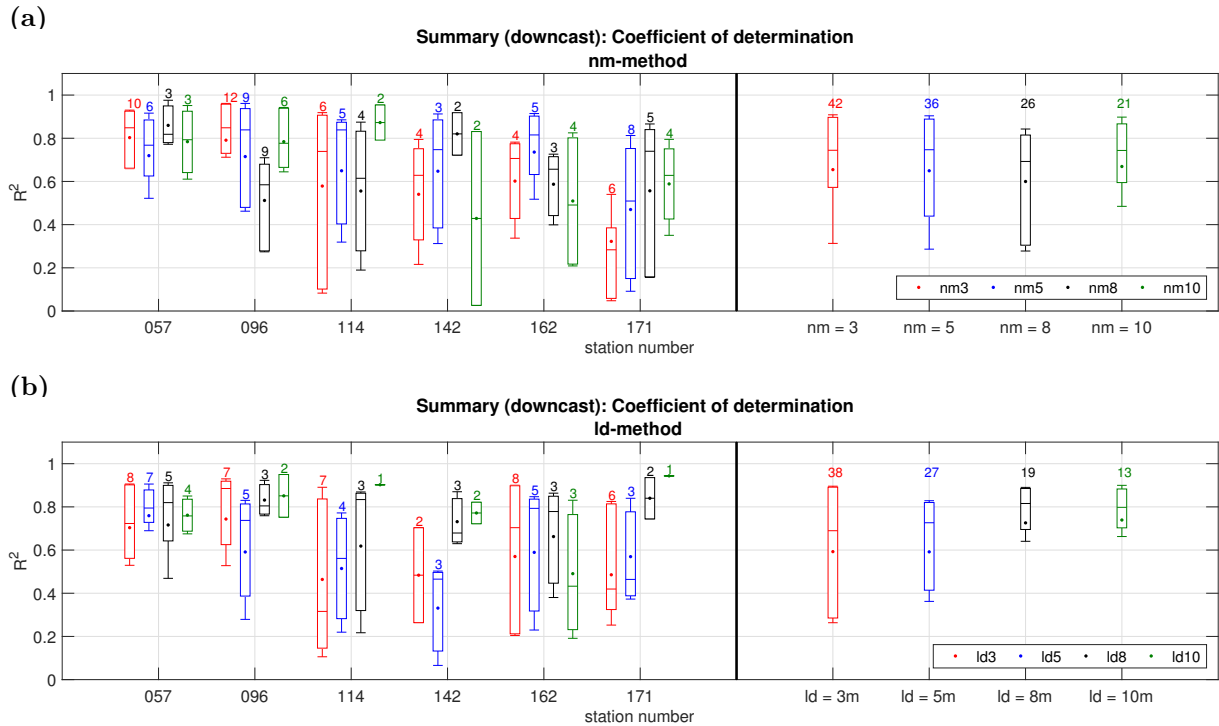 (a)
Summary (downcast): Coefficient of determination
nm-method
10 6 3 3 12 9 9 6 6 5 4 2 4 3 2 2 4 5 3 4 6 8 5 4 42 36 26 21
1
0.8
0.6
0.4
0.2
0
R²
nm3 nm5 nm8 nm10
057 096 114 142 162 171 nm = 3 nm = 5 nm = 8 nm = 10
station number
(b)
Summary (downcast): Coefficient of determination
ld-method
8 7 5 4 7 5 3 2 7 4 3 1 2 3 3 2 8 5 3 3 6 3 2 1 38 27 19 13
1
0.8
0.6
0.4
0.2
0
R²
ld3 ld5 ld8 ld10
057 096 114 142 162 171 ld = 3m ld = 5m ld = 8m ld = 10m
station number